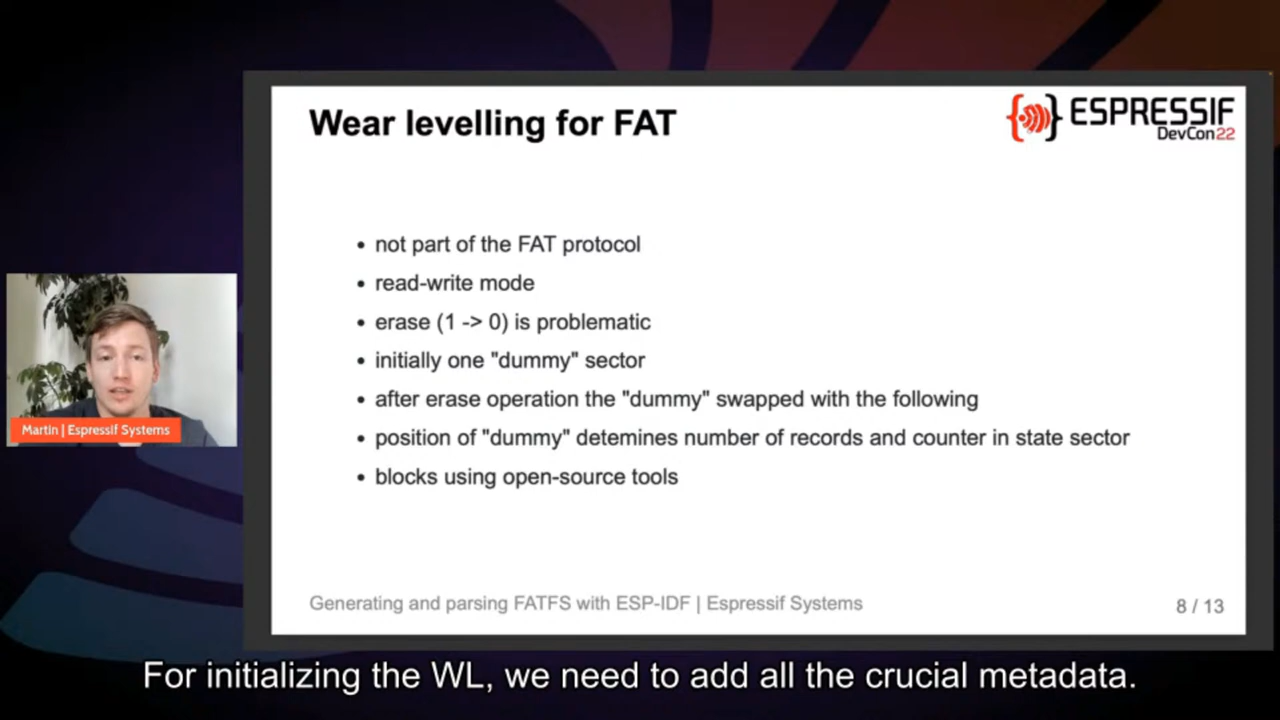 Wear levelling for FAT
ESPRESSIF
DevCon22
• not part of the FAT protocol
• read-write mode
• erase (1 -> 0) is problematic
• initially one "dummy" sector
• after erase operation the "dummy" swapped with the following
• position of "dummy" detemines number of records and counter in state sector
• blocks using open-source tools
Martin | Espressif Systems
Generating and parsing FATFS with ESP-IDF | Espressif Systems
8 / 13
For initializing the WL, we need to add all the crucial metadata.